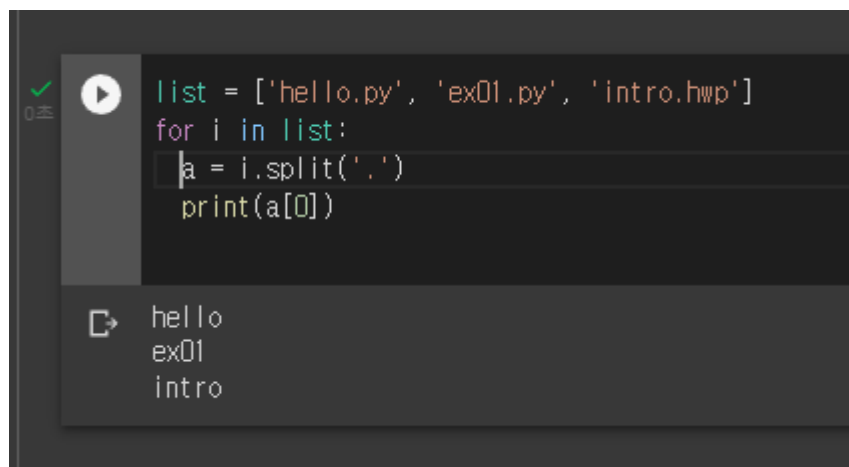 list = ['hello.py', 'ex01.py', 'intro.hwp']
0초
for i in list:
a = i.split('.')
print(a[0])
hello
ex01
intro